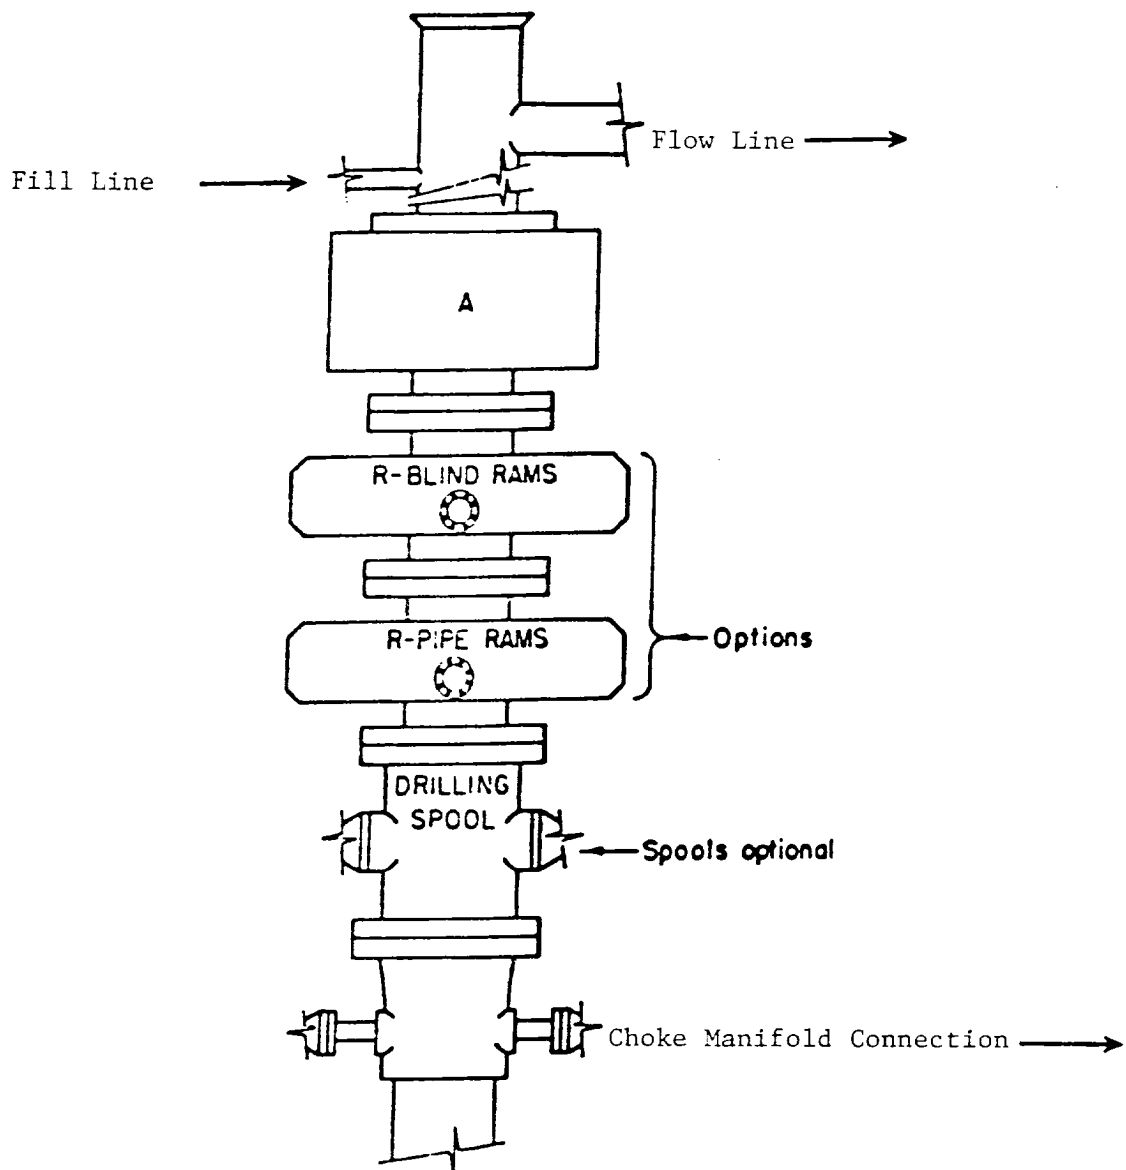 Flow Line
Fill Line
A
R-BLIND RAMS
R-PIPE RAMS
Options
DRILLING
SPOOL
Spools optional
Choke Manifold Connection